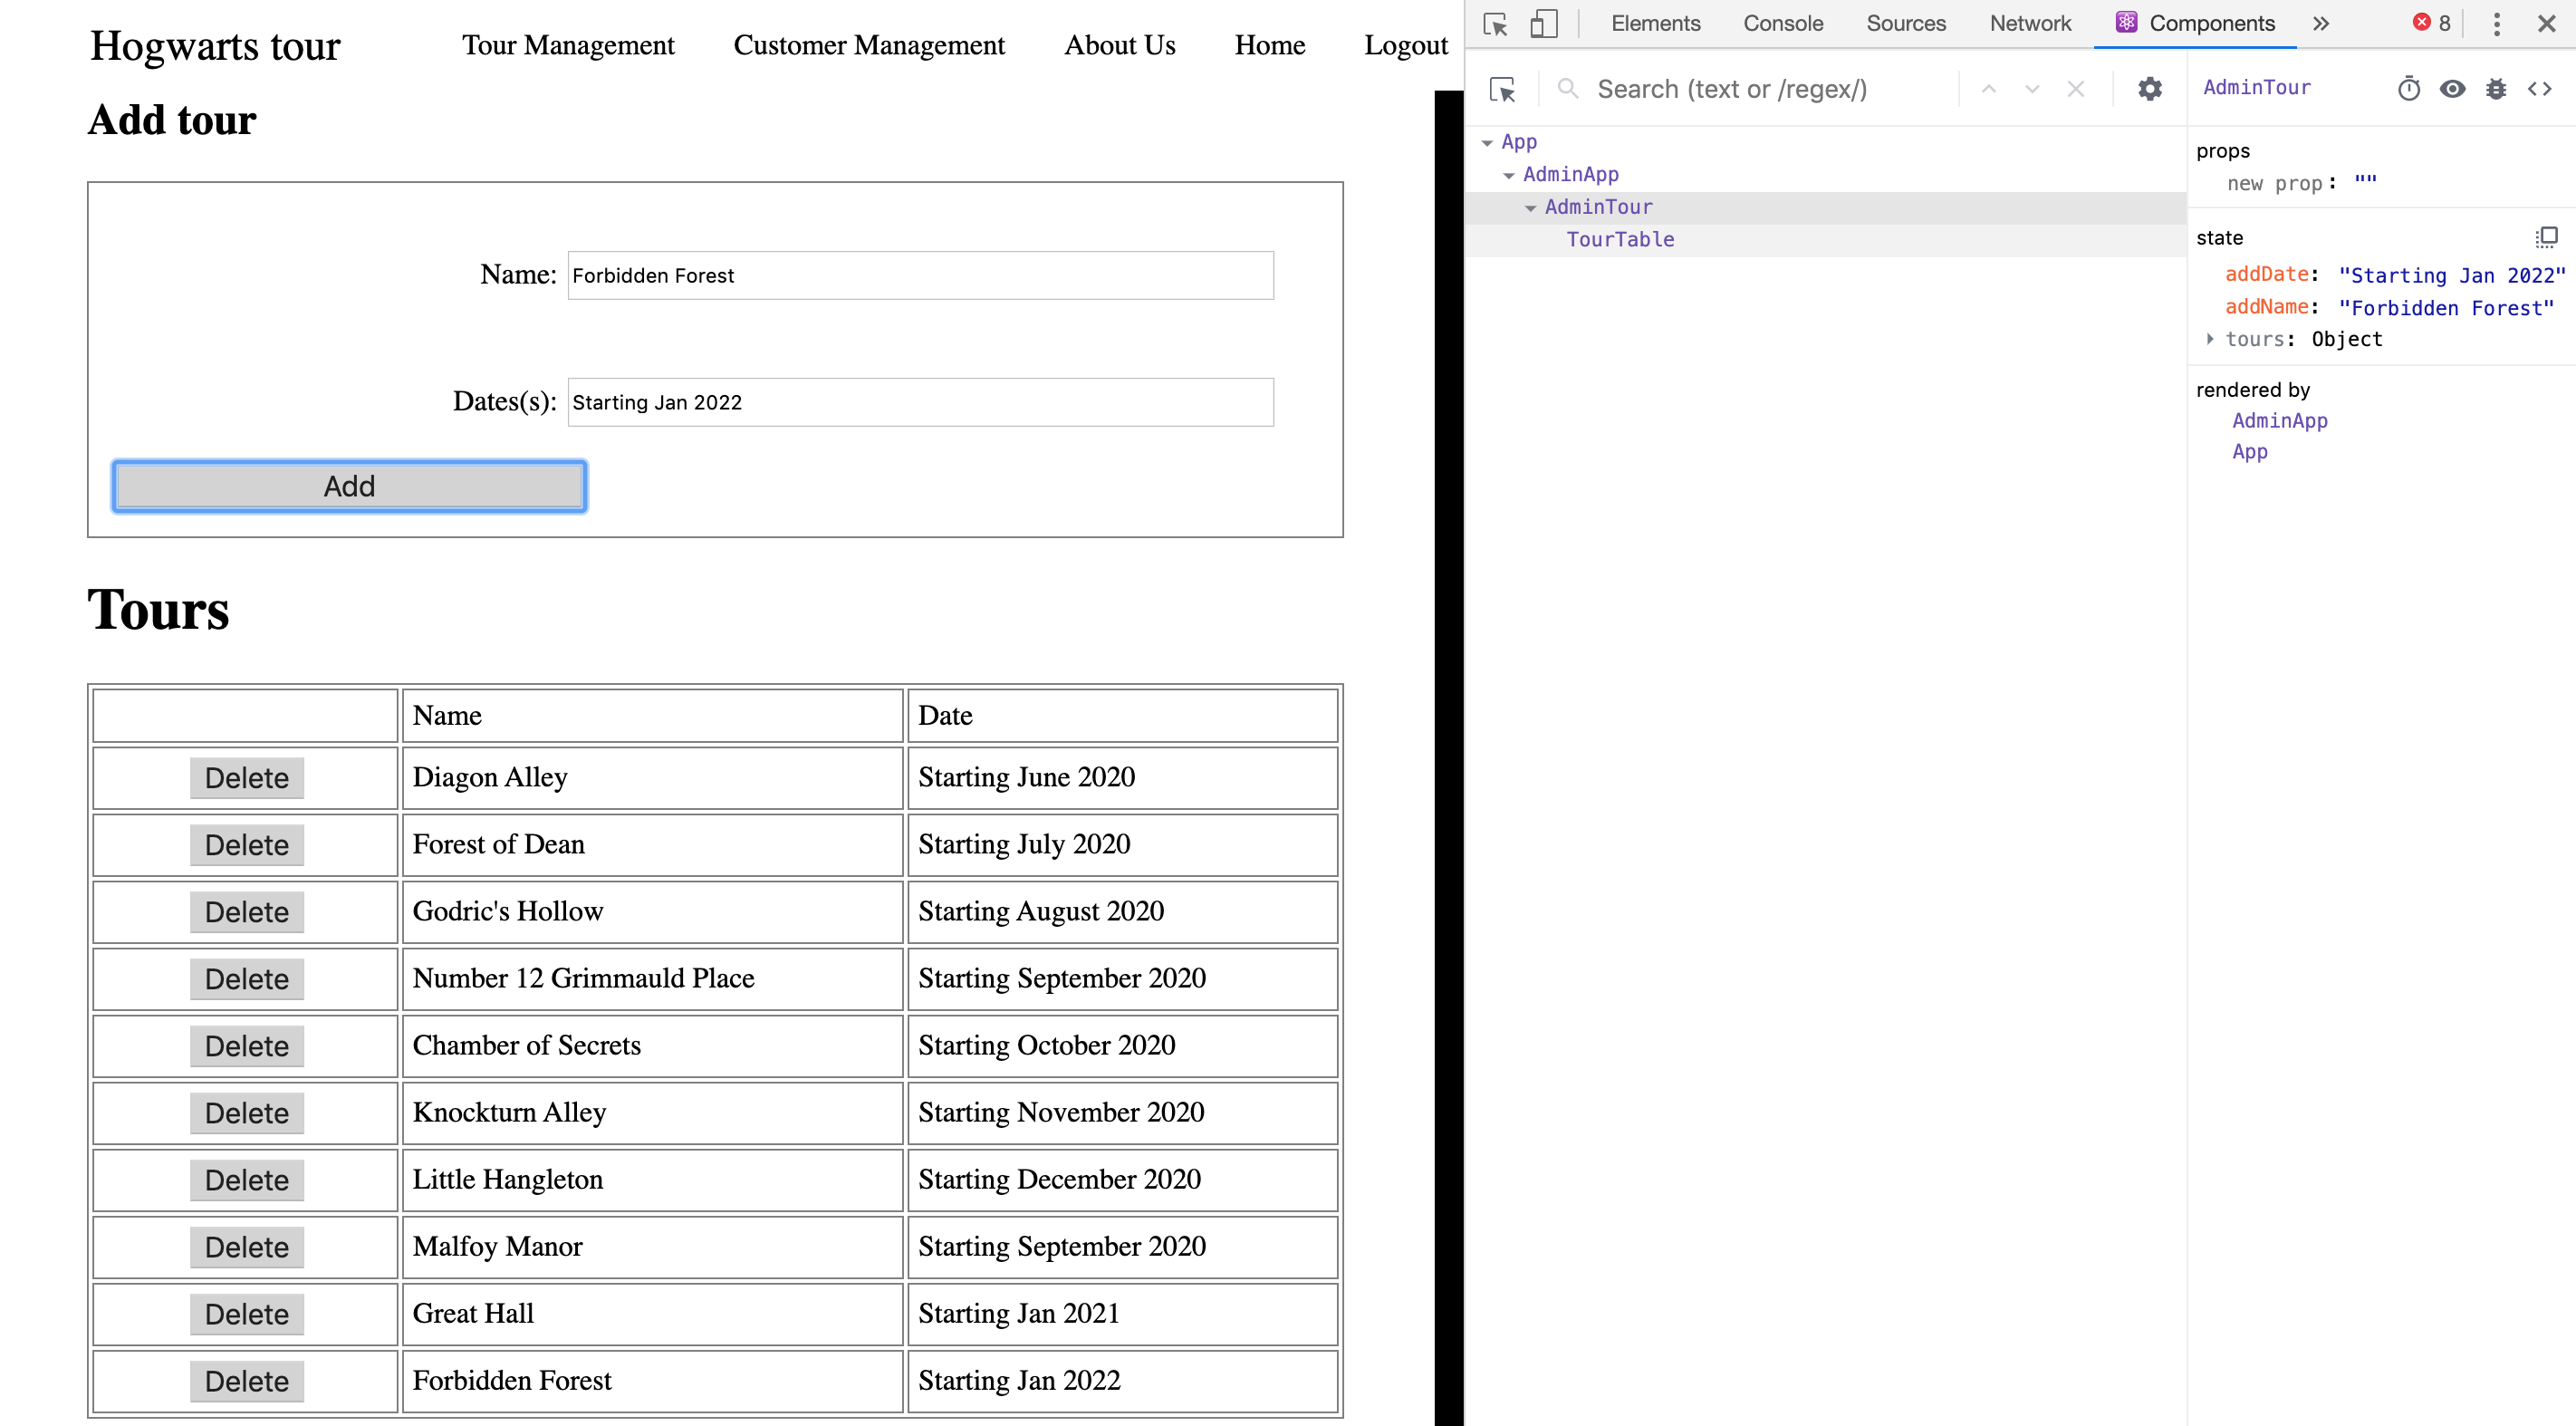 Hogwarts tour Tour Management Customer Management About Us Home Logout
Add tour
Name: Forbidden Forest
Dates(s): Starting Jan 2022
Add
Tours
Name Date
Delete Diagon Alley Starting June 2020
Delete Forest of Dean Starting July 2020
Delete Godric's Hollow Starting August 2020
Delete Number 12 Grimmauld Place Starting September 2020
Delete Chamber of Secrets Starting October 2020
Delete Knockturn Alley Starting November 2020
Delete Little Hangleton Starting December 2020
Delete Malfoy Manor Starting September 2020
Delete Great Hall Starting Jan 2021
Delete Forbidden Forest Starting Jan 2022
Elements Console Sources Network Components » 8
Search (text or /regex/)
App
AdminApp
AdminTour
TourTable
AdminTour
props
new prop: ""
state
addDate: "Starting Jan 2022"
addName: "Forbidden Forest"
tours: Object
rendered by
AdminApp
App